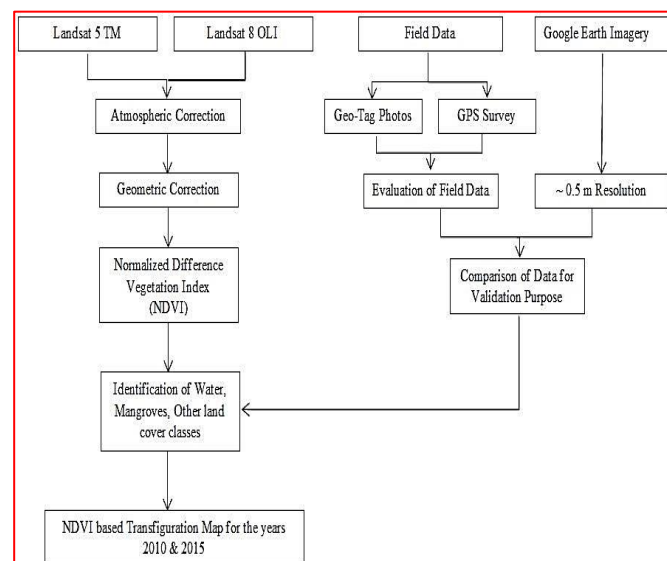 Landsat 5 TM
Landsat 8 OLI
Field Data
Google Earth Imagery
Atmospheric Correction
Geo-Tag Photos
GPS Survey
Geometric Correction
Evaluation of Field Data
~ 0.5 m Resolution
Normalized Difference
Vegetation Index
(NDVI)
Comparison of Data for
Validation Purpose
Identification of Water,
Mangroves, Other land
cover classes
NDVI based Transfiguration Map for the years
2010 & 2015